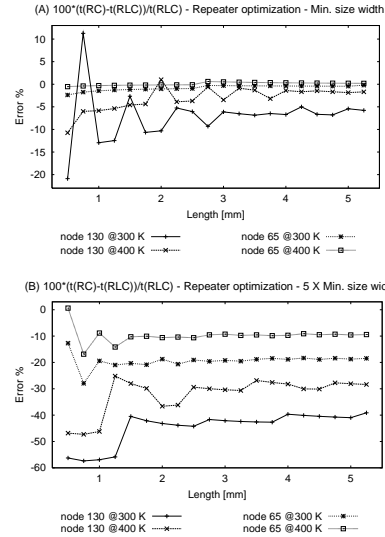 (A) 100*(t(RC)-t(RLC))/t(RLC) - Repeater optimization - Min. size width
10
5
0
-5
-10
-15
-20
Error %
1
2
3
4
5
Length [mm]
node 130 @300 K
node 130 @400 K
node 65 @300 K
node 65 @400 K
(B) 100*(t(RC)-t(RLC))/t(RLC) - Repeater optimization - 5 X Min. size wid
0
-10
-20
-30
-40
-50
-60
Error %
1
2
3
4
5
Length [mm]
node 130 @300 K
node 130 @400 K
node 65 @300 K
node 65 @400 K